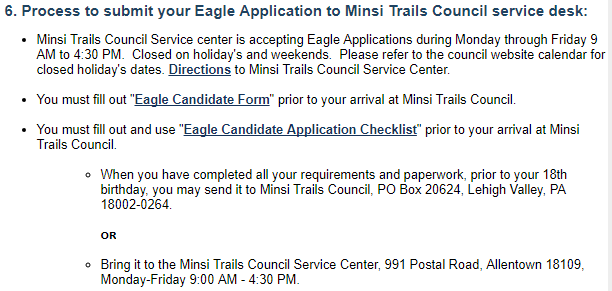 6. Process to submit your Eagle Application to Minsi Trails Council service desk:
• Minsi Trails Council Service center is accepting Eagle Applications during Monday through Friday 9
AM to 4:30 PM.  Closed on holiday's and weekends.  Please refer to the council website calendar for
closed holiday's dates. Directions to Minsi Trails Council Service Center.
• You must fill out "Eagle Candidate Form" prior to your arrival at Minsi Trails Council.
• You must fill out and use "Eagle Candidate Application Checklist" prior to your arrival at Minsi
Trails Council.
◦ When you have completed all your requirements and paperwork, prior to your 18th
birthday, you may send it to Minsi Trails Council, PO Box 20624, Lehigh Valley, PA
18002-0264.
OR
◦ Bring it to the Minsi Trails Council Service Center, 991 Postal Road, Allentown 18109,
Monday-Friday 9:00 AM - 4:30 PM.